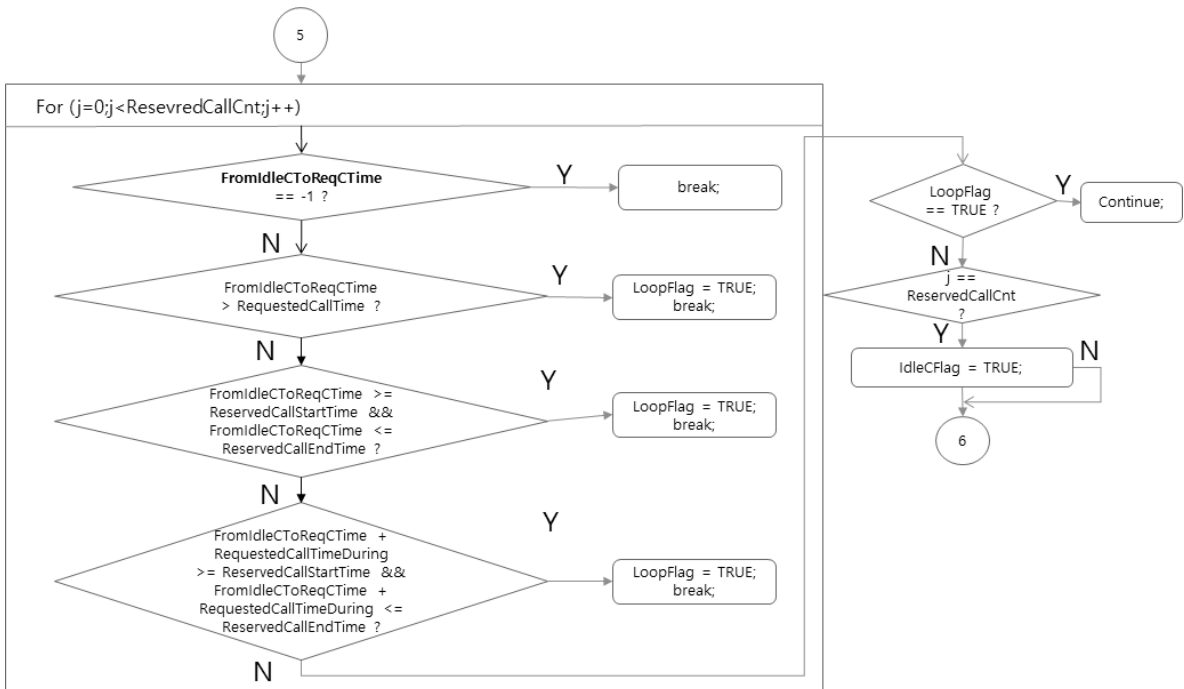 5
For (j=0;j<ResevredCallCnt;j++)
FromIdleCToReqCTime
== -1 ?
Y
break;
N
FromIdleCToReqCTime
> RequestedCallTime ?
Y
LoopFlag = TRUE;
break;
N
FromIdleCToReqCTime >=
ReservedCallStartTime &&
FromIdleCToReqCTime <=
ReservedCallEndTime ?
Y
LoopFlag = TRUE;
break;
N
FromIdleCToReqCTime +
RequestedCallTimeDuring
>= ReservedCallStartTime &&
FromIdleCToReqCTime +
RequestedCallTimeDuring <=
ReservedCallEndTime ?
Y
LoopFlag = TRUE;
break;
N
LoopFlag
== TRUE ?
Y
Continue;
N
j ==
ReservedCallCnt
?
Y
N
IdleCFlag = TRUE;
6